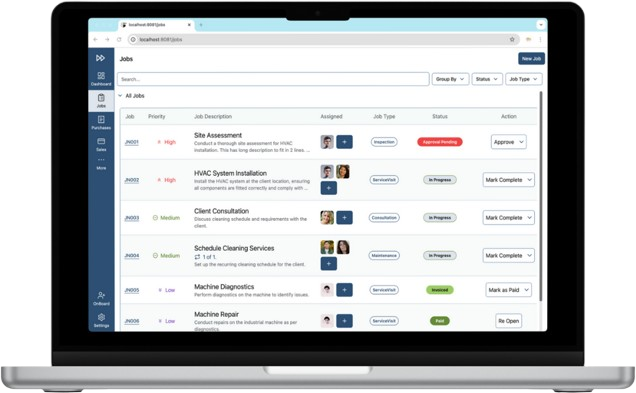 localhost:8081/jobs
localhost:8081/jobs
Jobs
New Job
Dashboard
Jobs
Purchases
Sales
More
OnBoard
Settings
Search...
Group By
Status
Job Type
All Jobs
Job Priority Job Description Assigned Job Type Status Action
JN001 High Site Assessment + Inspection Approval Pending Approve
Conduct a thorough site assessment for HVAC
installation. This has long description to fit in 2 lines. ...
JN002 High HVAC System Installation + ServiceVisit In Progress Mark Complete
Install the HVAC system at the client location, ensuring
all components are fitted correctly and comply with ...
JN003 Medium Client Consultation + Consultation In Progress Mark Complete
Discuss cleaning schedule and requirements with the
client.
JN004 Medium Schedule Cleaning Services + Maintenance In Progress Mark Complete
1 of 1.
Set up the recurring cleaning schedule for the client.
JN005 Low Machine Diagnostics + ServiceVisit Invoiced Mark as Paid
Perform diagnostics on the machine to identify issues.
JN006 Low Machine Repair + ServiceVisit Paid Re Open
Conduct repairs on the industrial machine as per
diagnostics.